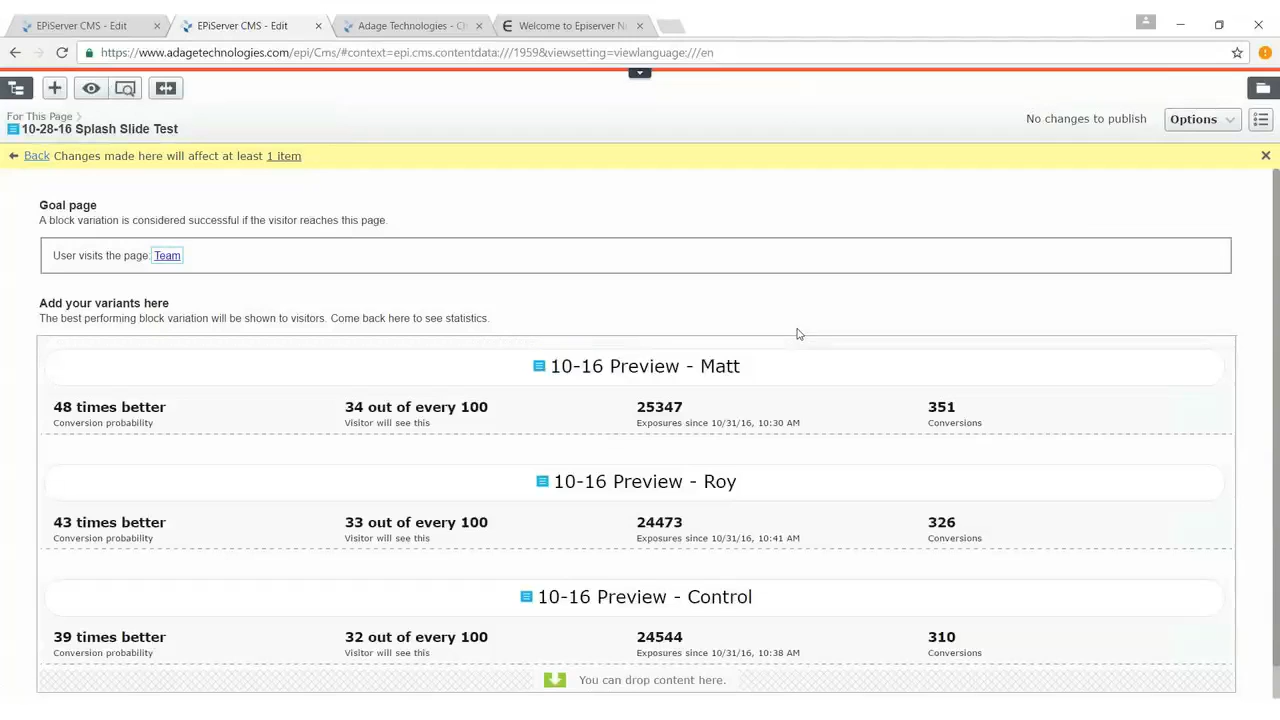 EPiServer CMS - Edit
EPiServer CMS - Edit
Adage Technologies - Ch
Welcome to Episerver N
https://www.adagetechnologies.com/epi/Cms/#context=epi.cms.contentdata:///1959&viewsetting=viewlanguage:///en
For This Page
10-28-16 Splash Slide Test
No changes to publish
Options
Back Changes made here will affect at least 1 item
Goal page
A block variation is considered successful if the visitor reaches this page.
User visits the page: Team
Add your variants here
The best performing block variation will be shown to visitors. Come back here to see statistics.
10-16 Preview - Matt
48 times better 34 out of every 100 25347 351
Conversion probability Visitor will see this Exposures since 10/31/16, 10:30 AM Conversions
10-16 Preview - Roy
43 times better 33 out of every 100 24473 326
Conversion probability Visitor will see this Exposures since 10/31/16, 10:41 AM Conversions
10-16 Preview - Control
39 times better 32 out of every 100 24544 310
Conversion probability Visitor will see this Exposures since 10/31/16, 10:38 AM Conversions
You can drop content here.